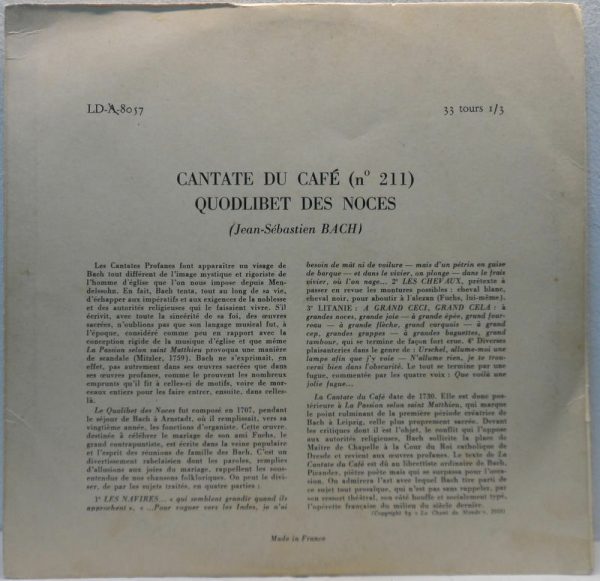 LD-A-8057
33 tours 1/3
CANTATE DU CAFÉ (nº 211)
QUODLIBET DES NOCES
(Jean-Sébastien BACH)
Les Cantates Profanes font apparaître un visage de
Bach tout différent de l'image mystique et rigoriste de
l'homme d'église que l'on nous impose depuis Men-
delssohn. En fait, Bach tenta, tout au long de sa vie,
d'échapper aux impératifs et aux exigences de la noblesse
et des autorités religieuses qui le faisaient vivre. S'il
écrivit, avec toute la sincérité de sa foi, des œuvres
sacrées, n'oublions pas que son langage musical fut, à
l'époque, considéré comme peu en rapport avec la
conception rigide de la musique d'église et que même
La Passion selon saint Matthieu provoqua une manière
de scandale (Mitzler, 1759). Bach ne s'exprimait, en
effet, pas autrement dans ses œuvres sacrées que dans
ses œuvres profanes, comme le prouvent les nombreux
emprunts qu'il fit à celles-ci de motifs, voire de mor-
ceaux entiers pour les faire entrer, ensuite, dans celles-
là.
Le Quolibet des Noces fut composé en 1707, pendant
le séjour de Bach à Arnstadt, où il remplissait, vers sa
vingtième année, les fonctions d'organiste. Cette œuvre,
destinée à célébrer le mariage de son ami Fuchs, le
grand contrapuntiste, est écrite dans la veine populaire
et l'esprit des réunions de famille des Bach. C'est un
divertissement rabelaisien dont les paroles, remplies
d'allusions aux joies du mariage, rappellent les sous-
entendus de nos chansons folkloriques. On peut le divi-
ser, de par les sujets traités, en quatre parties :
1º LES NAVIRES... « qui semblent grandir quand ils
approchent », « ...Pour voguer vers les Indes, je n'ai
besoin de mât ni de voilure — mais d'un pétrin en guise
de barque — et dans le vivier, on plonge — dans le frais
vivier, où l'on nage... 2º LES CHEVAUX, prétexte à
passer en revue les montures possibles : cheval blanc,
cheval noir, pour aboutir à l'alezan (Fuchs, lui-même).
3º LITANIE : A GRAND CECI, GRAND CELA : à
grandes noces, grande joie — à grande épée, grand four-
reau — à grande flèche, grand carquois — à grand
cep, grandes grappes — à grandes baguettes, grand
tambour, qui se termine de façon fort crue. 4º Diverses
plaisanteries dans le genre de : Urschel, allume-moi une
lampe afin que j'y voie — N'allume rien, je te trou-
verai bien dans l'obscurité. Le tout se termine par une
fugue, commentée par les quatre voix : Que voilà une
jolie fugue...
La Cantate du Café date de 1730. Elle est donc pos-
térieure à La Passion selon saint Matthieu, qui marque
le point culminant de la première période créatrice de
Bach à Leipzig, celle plus proprement sacrée. Devant
les critiques dont il est l'objet, le conflit qui l'oppose
aux autorités religieuses, Bach sollicite la place de
Maître de Chapelle à la Cour du Roi catholique de
Dresde et revient aux œuvres profanes. Le texte de La
Cantate du Café est dû au librettiste ordinaire de Bach,
Picander, piètre poète mais qui se surpassa pour l'occa-
sion. On admirera l'art avec lequel Bach tire parti de
ce sujet tout prosaïque, qui n'est pas sans rappeler, par
son ressort théâtral, son côté bouffe et socialement typé,
l'opérette française du milieu du siècle dernier.
(Copyright by « Le Chant du Monde »,
Made in France